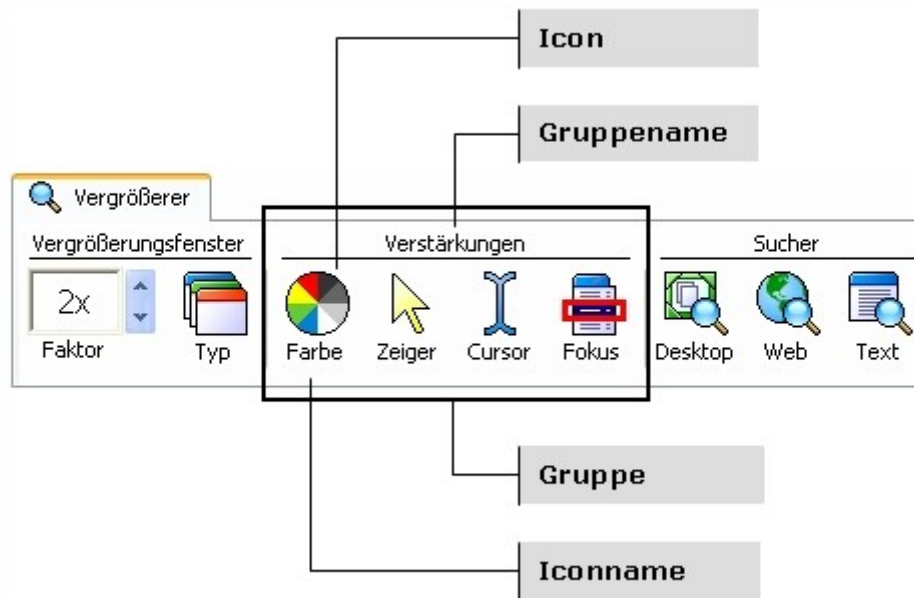 Icon
Gruppename
Vergrößerer
Vergrößerungsfenster Verstärkungen Sucher
2x
Faktor Typ Farbe Zeiger Cursor Fokus Desktop Web Text
Gruppe
Iconname